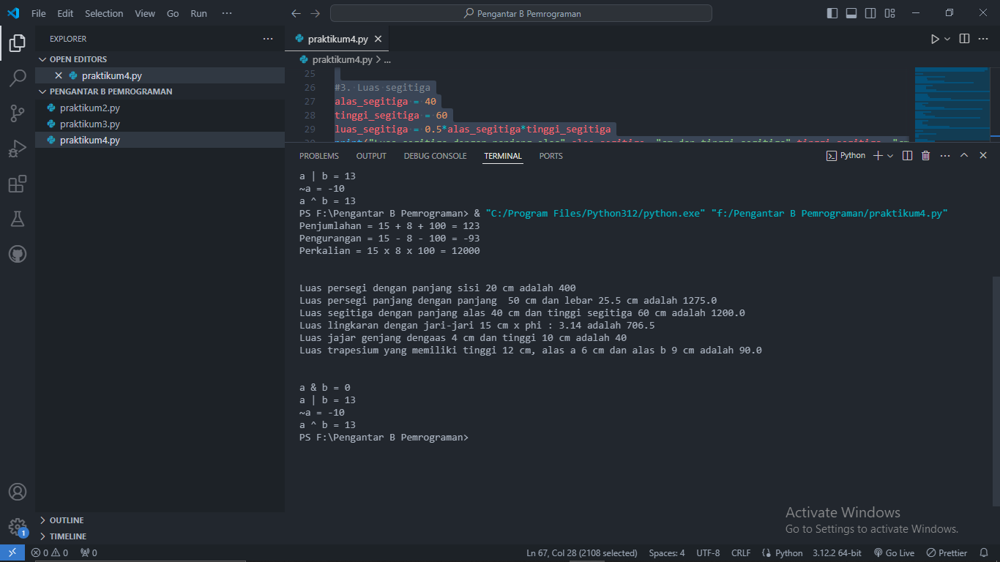 File Edit Selection View Go Run ···
Pengantar B Pemrograman
EXPLORER ···
OPEN EDITORS
praktikum4.py
PENGANTAR B PEMROGRAMAN
praktikum2.py
praktikum3.py
praktikum4.py
OUTLINE
TIMELINE
praktikum4.py
praktikum4.py > ...
25
26 #3. Luas segitiga
27 alas_segitiga = 40
28 tinggi_segitiga = 60
29 luas_segitiga = 0.5*alas_segitiga*tinggi_segitiga
PROBLEMS OUTPUT DEBUG CONSOLE TERMINAL PORTS
Python
a | b = 13
~a = -10
a ^ b = 13
PS F:\Pengantar B Pemrograman> & "C:/Program Files/Python312/python.exe" "f:/Pengantar B Pemrograman/praktikum4.py"
Penjumlahan = 15 + 8 + 100 = 123
Pengurangan = 15 - 8 - 100 = -93
Perkalian = 15 x 8 x 100 = 12000
Luas persegi dengan panjang sisi 20 cm adalah 400
Luas persegi panjang dengan panjang  50 cm dan lebar 25.5 cm adalah 1275.0
Luas segitiga dengan panjang alas 40 cm dan tinggi segitiga 60 cm adalah 1200.0
Luas lingkaran dengan jari-jari 15 cm x phi : 3.14 adalah 706.5
Luas jajar genjang dengaas 4 cm dan tinggi 10 cm adalah 40
Luas trapesium yang memiliki tinggi 12 cm, alas a 6 cm dan alas b 9 cm adalah 90.0
a & b = 0
a | b = 13
~a = -10
a ^ b = 13
PS F:\Pengantar B Pemrograman>
Activate Windows
Go to Settings to activate Windows.
1
0 0 0
Ln 67, Col 28 (2108 selected) Spaces: 4 UTF-8 CRLF Python 3.12.2 64-bit Go Live Prettier